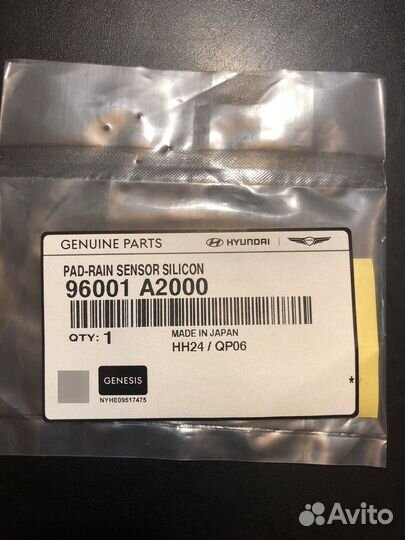 GENUINE PARTS HYUNDAI
PAD-RAIN SENSOR SILICON
96001 A2000
QTY: 1
MADE IN JAPAN
HH24 / QP06
GENESIS
NYHE09517475
*
Avito